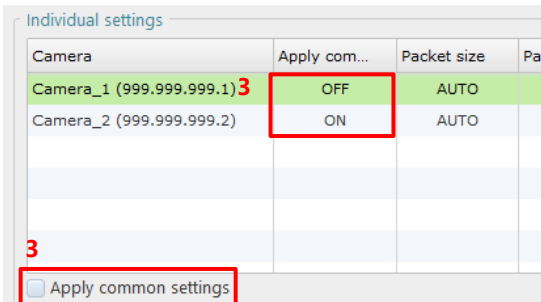 Individual settings
Camera Apply com... Packet size Pa
Camera_1 (999.999.999.1) 3 OFF AUTO
Camera_2 (999.999.999.2) ON AUTO
3
Apply common settings